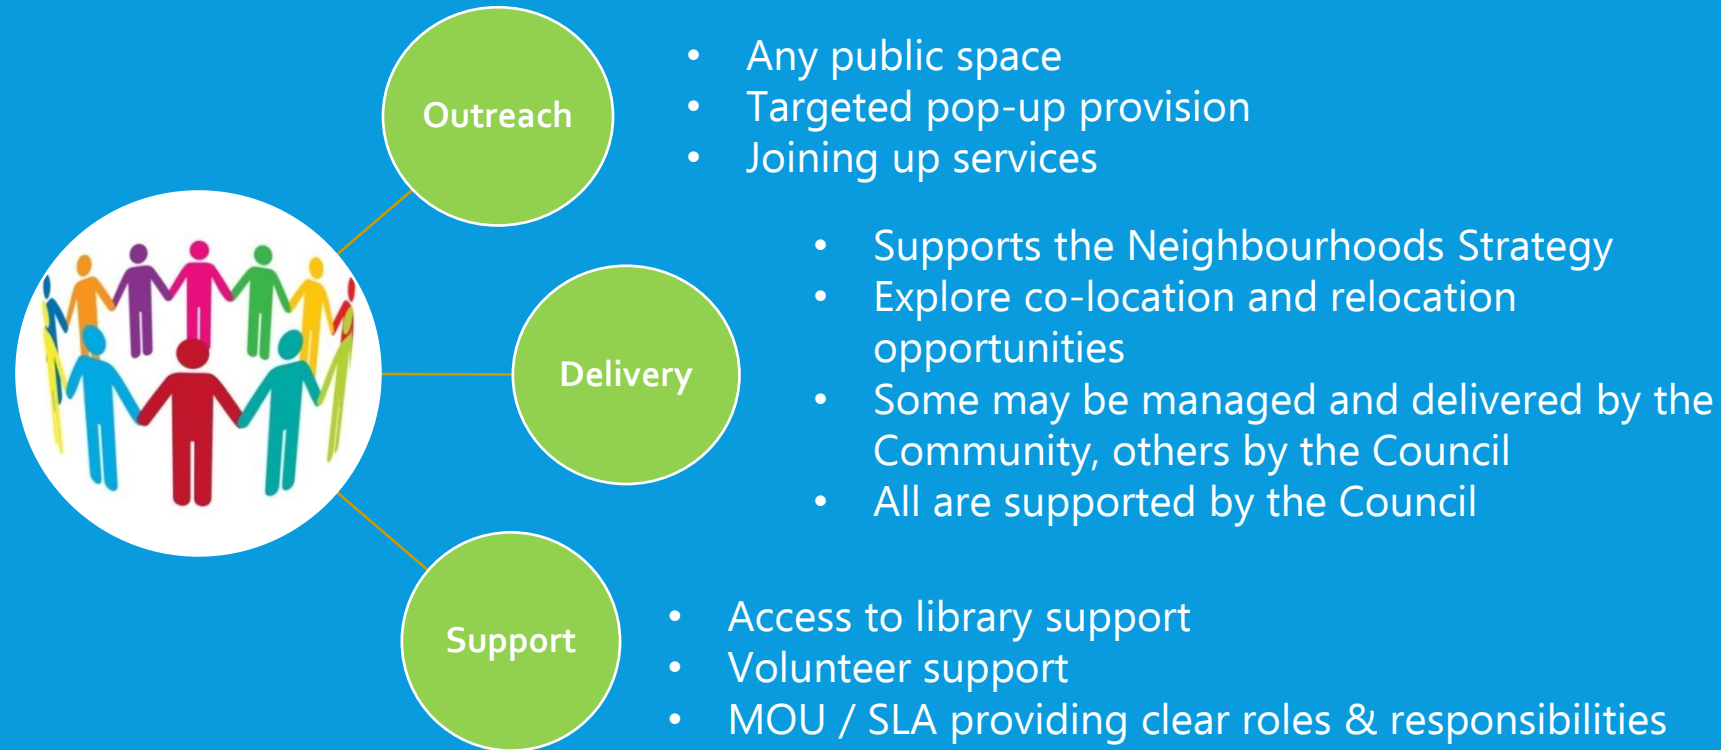 Outreach
• Any public space
• Targeted pop-up provision
• Joining up services
Delivery
• Supports the Neighbourhoods Strategy
• Explore co-location and relocation
opportunities
• Some may be managed and delivered by the
Community, others by the Council
• All are supported by the Council
Support
• Access to library support
• Volunteer support
• MOU / SLA providing clear roles & responsibilities